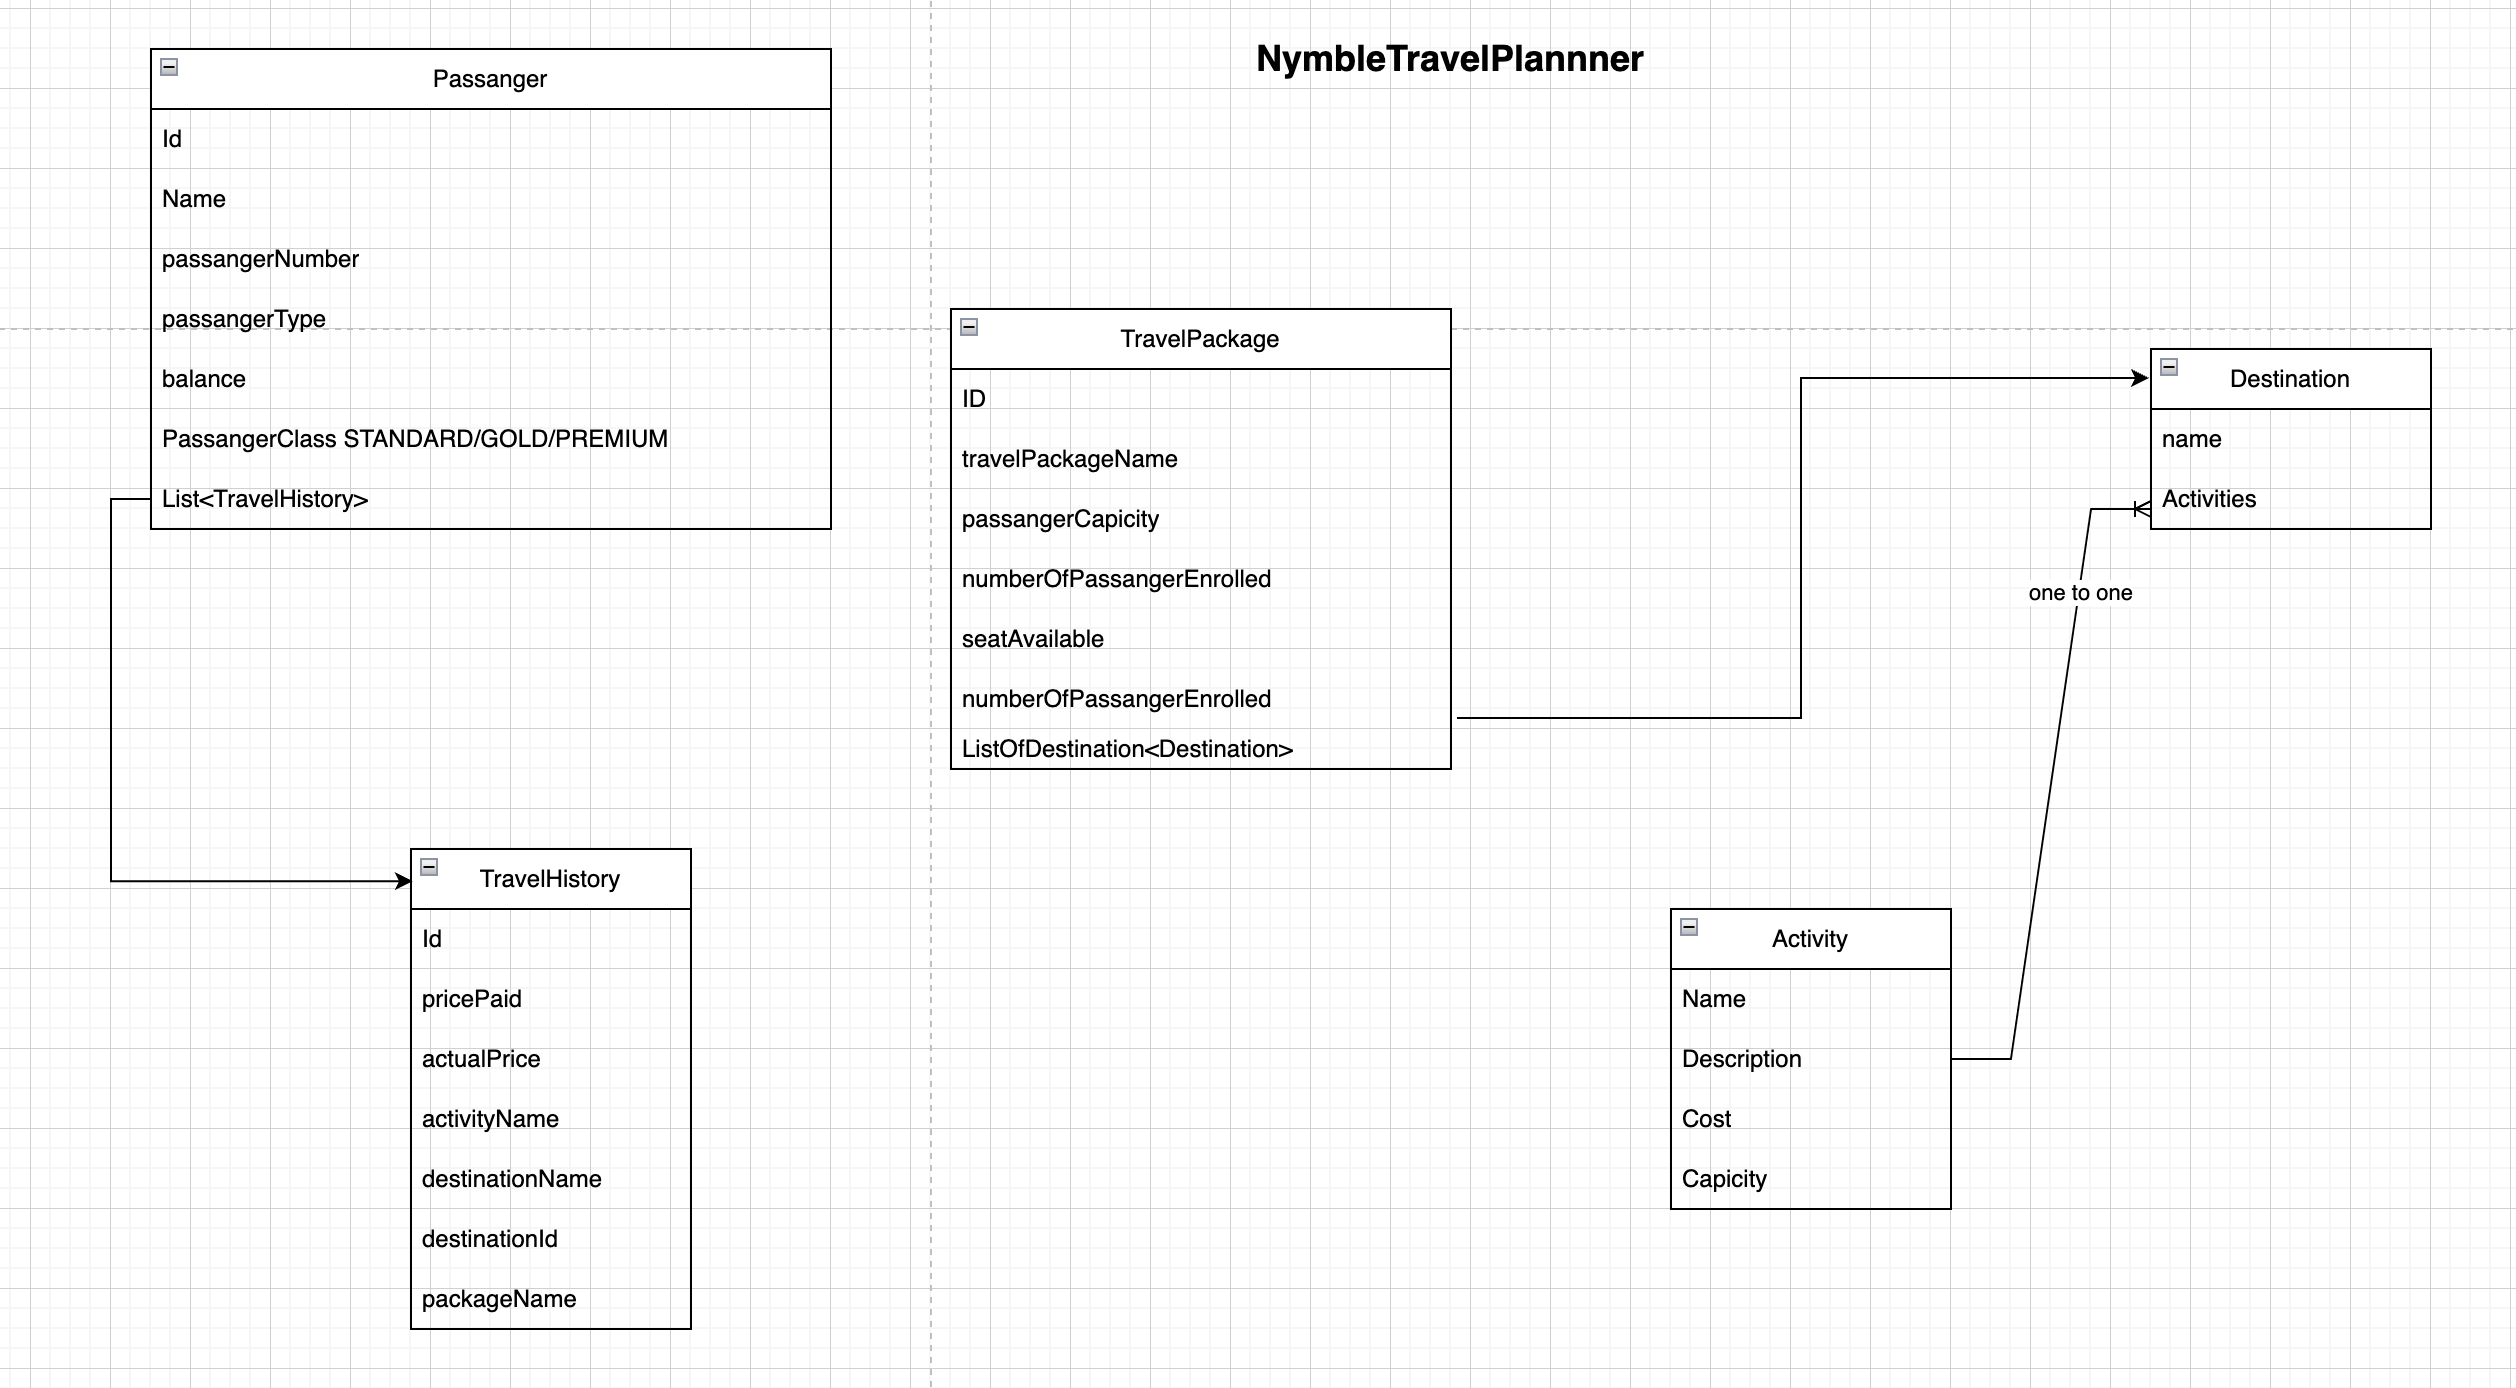 NymbleTravelPlannner
Passanger
Id
Name
passangerNumber
passangerType
balance
PassangerClass STANDARD/GOLD/PREMIUM
List<TravelHistory>
TravelPackage
ID
travelPackageName
passangerCapicity
numberOfPassangerEnrolled
seatAvailable
numberOfPassangerEnrolled
ListOfDestination<Destination>
Destination
name
Activities
one to one
TravelHistory
Id
pricePaid
actualPrice
activityName
destinationName
destinationId
packageName
Activity
Name
Description
Cost
Capicity